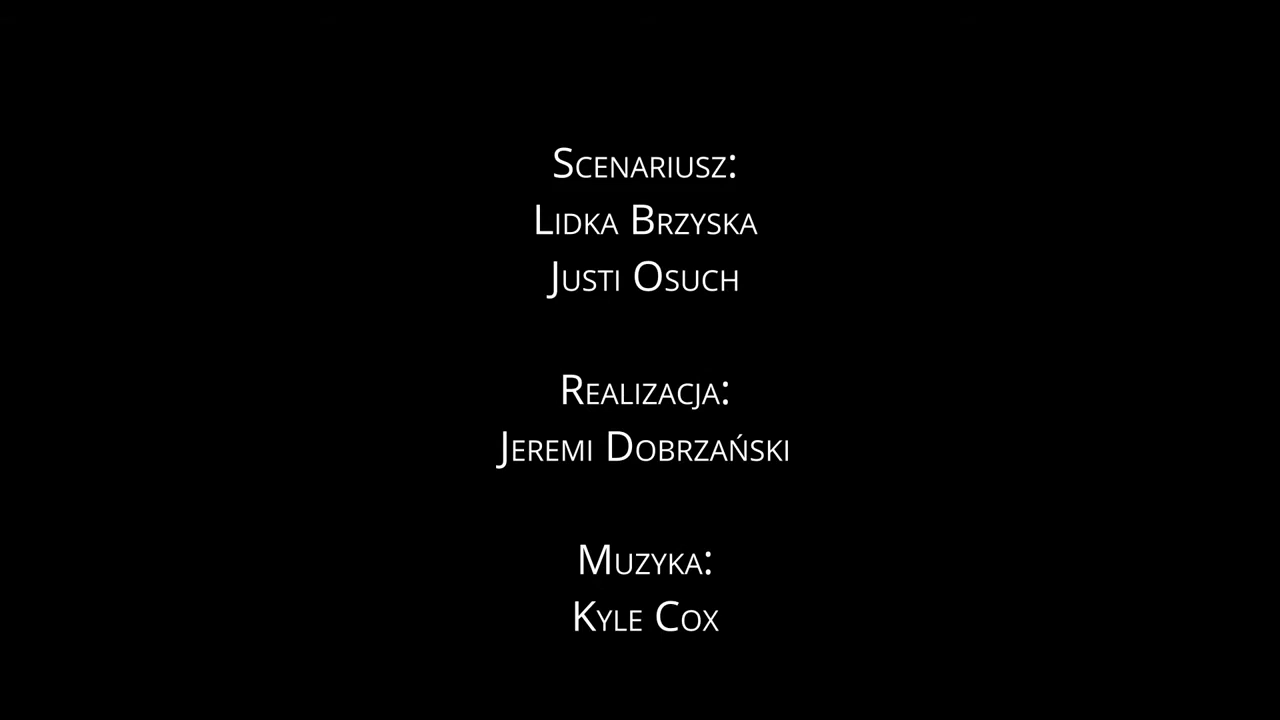 Scenariusz:
Lidka Brzyska
Justi Osuch
Realizacja:
Jeremi Dobrzański
Muzyka:
Kyle Cox